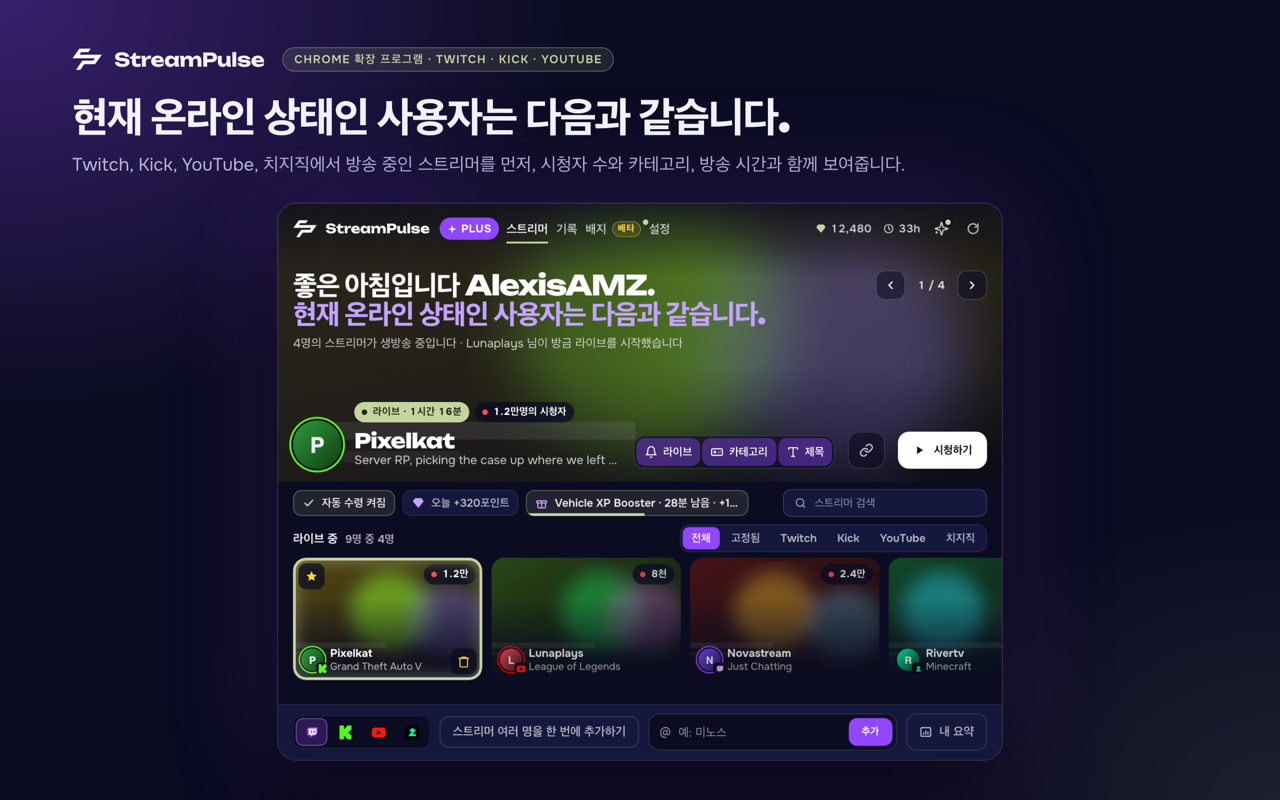 StreamPulse
CHROME 확장 프로그램 · TWITCH · KICK · YOUTUBE
현재 온라인 상태인 사용자는 다음과 같습니다.
Twitch, Kick, YouTube, 치지직에서 방송 중인 스트리머를 먼저, 시청자 수와 카테고리, 방송 시간과 함께 보여줍니다.
StreamPulse
PLUS
스트리머
기록
배지
베타
설정
12,480
33h
좋은 아침입니다 AlexisAMZ.
현재 온라인 상태인 사용자는 다음과 같습니다.
4명의 스트리머가 생방송 중입니다 · Lunaplays 님이 방금 라이브를 시작했습니다
1 / 4
라이브 · 1시간 16분
1.2만명의 시청자
P
Pixelkat
Server RP, picking the case up where we left ...
라이브
카테고리
제목
시청하기
자동 수령 켜짐
오늘 +320포인트
Vehicle XP Booster · 28분 남음 · +1...
스트리머 검색
라이브 중
9명 중 4명
전체
고정됨
Twitch
Kick
YouTube
치지직
1.2만
P
Pixelkat
Grand Theft Auto V
8천
L
Lunaplays
League of Legends
2.4만
N
Novastream
Just Chatting
R
Rivertv
Minecraft
스트리머 여러 명을 한 번에 추가하기
@ 예: 미노스
추가
내 요약